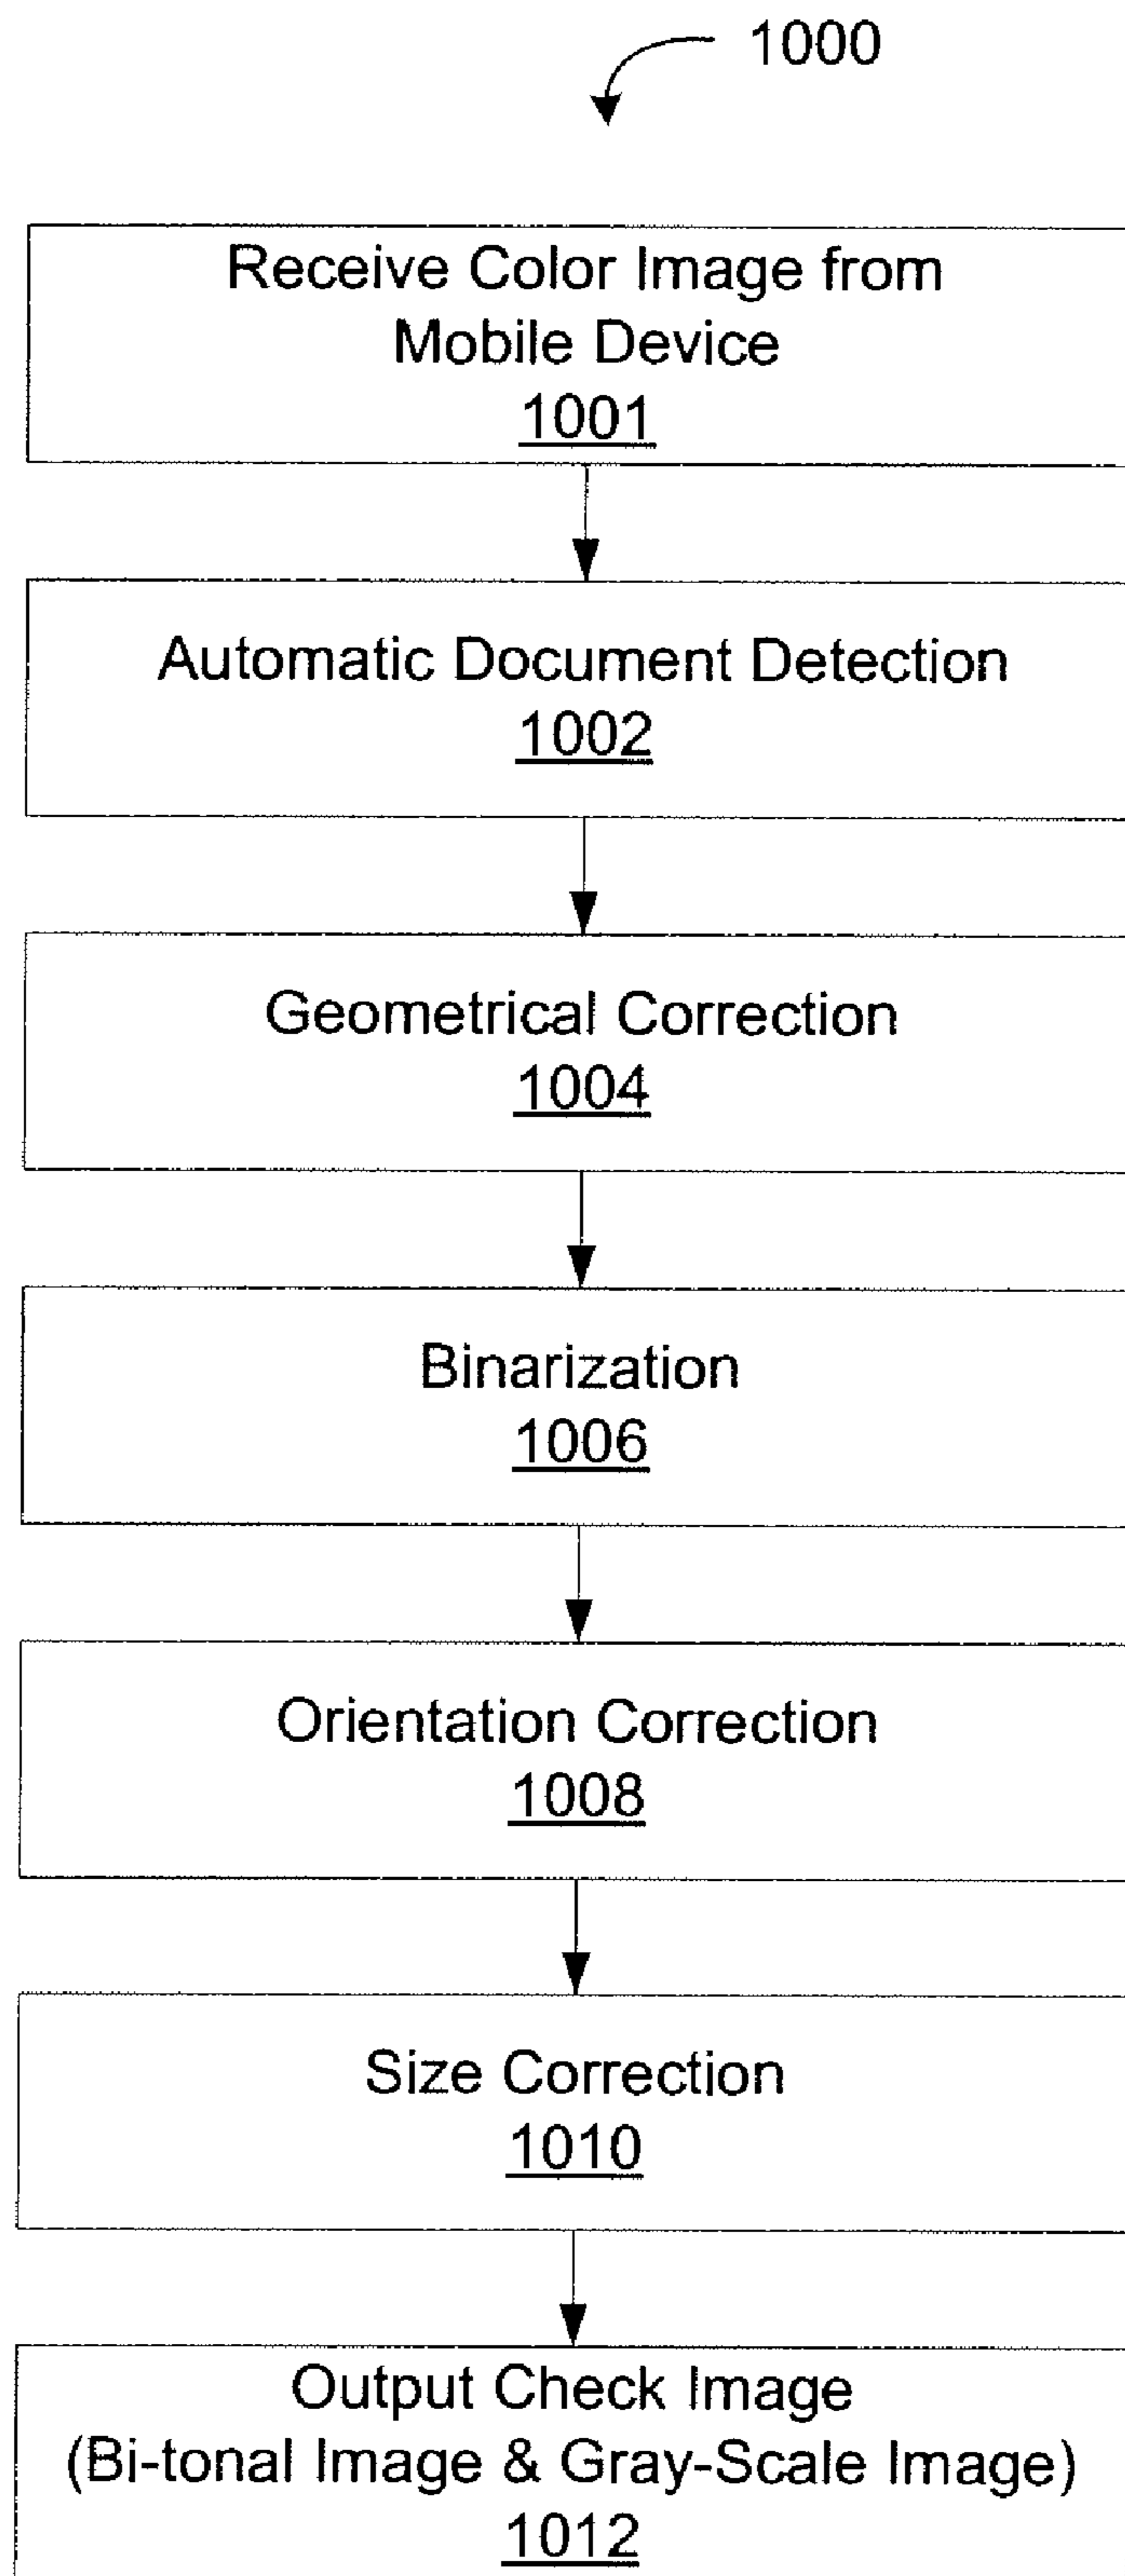 1000
Receive Color Image from
Mobile Device
1001
Automatic Document Detection
1002
Geometrical Correction
1004
Binarization
1006
Orientation Correction
1008
Size Correction
1010
Output Check Image
(Bi-tonal Image & Gray-Scale Image)
1012